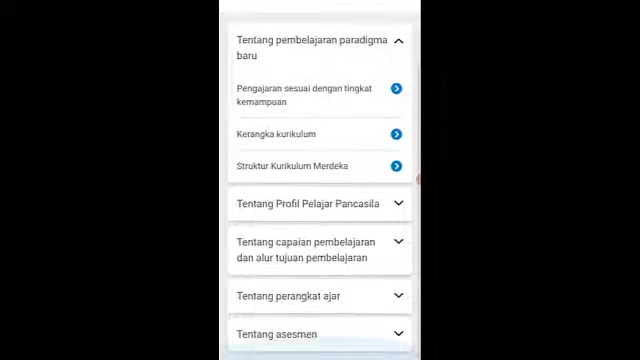 Tentang pembelajaran paradigma
baru
Pengajaran sesuai dengan tingkat
kemampuan
Kerangka kurikulum
Struktur Kurikulum Merdeka
Tentang Profil Pelajar Pancasila
Tentang capaian pembelajaran
dan alur tujuan pembelajaran
Tentang perangkat ajar
Tentang asesmen